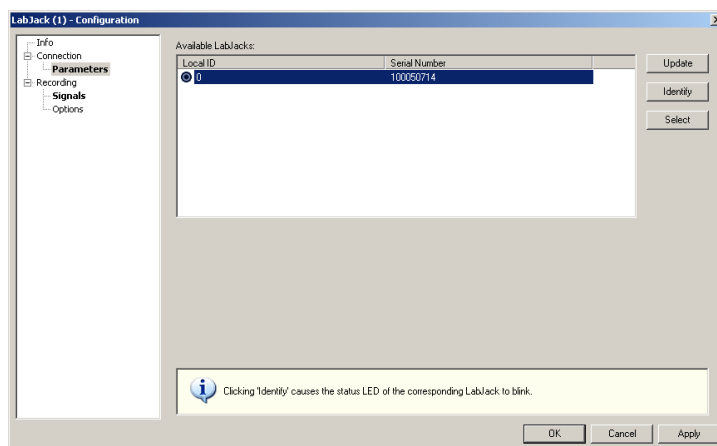 LabJack (1) - Configuration
Info
Connection
Parameters
Recording
Signals
Options
Available LabJacks:
Local ID Serial Number
0 100050714
Update
Identify
Select
Clicking 'Identify' causes the status LED of the corresponding LabJack to blink.
OK Cancel Apply